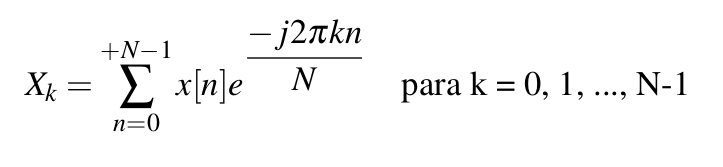 X_k = \sum_{n=0}^{+N-1} x[n] e^{\frac{-j2\pi kn}{N}} para k = 0, 1, ..., N-1